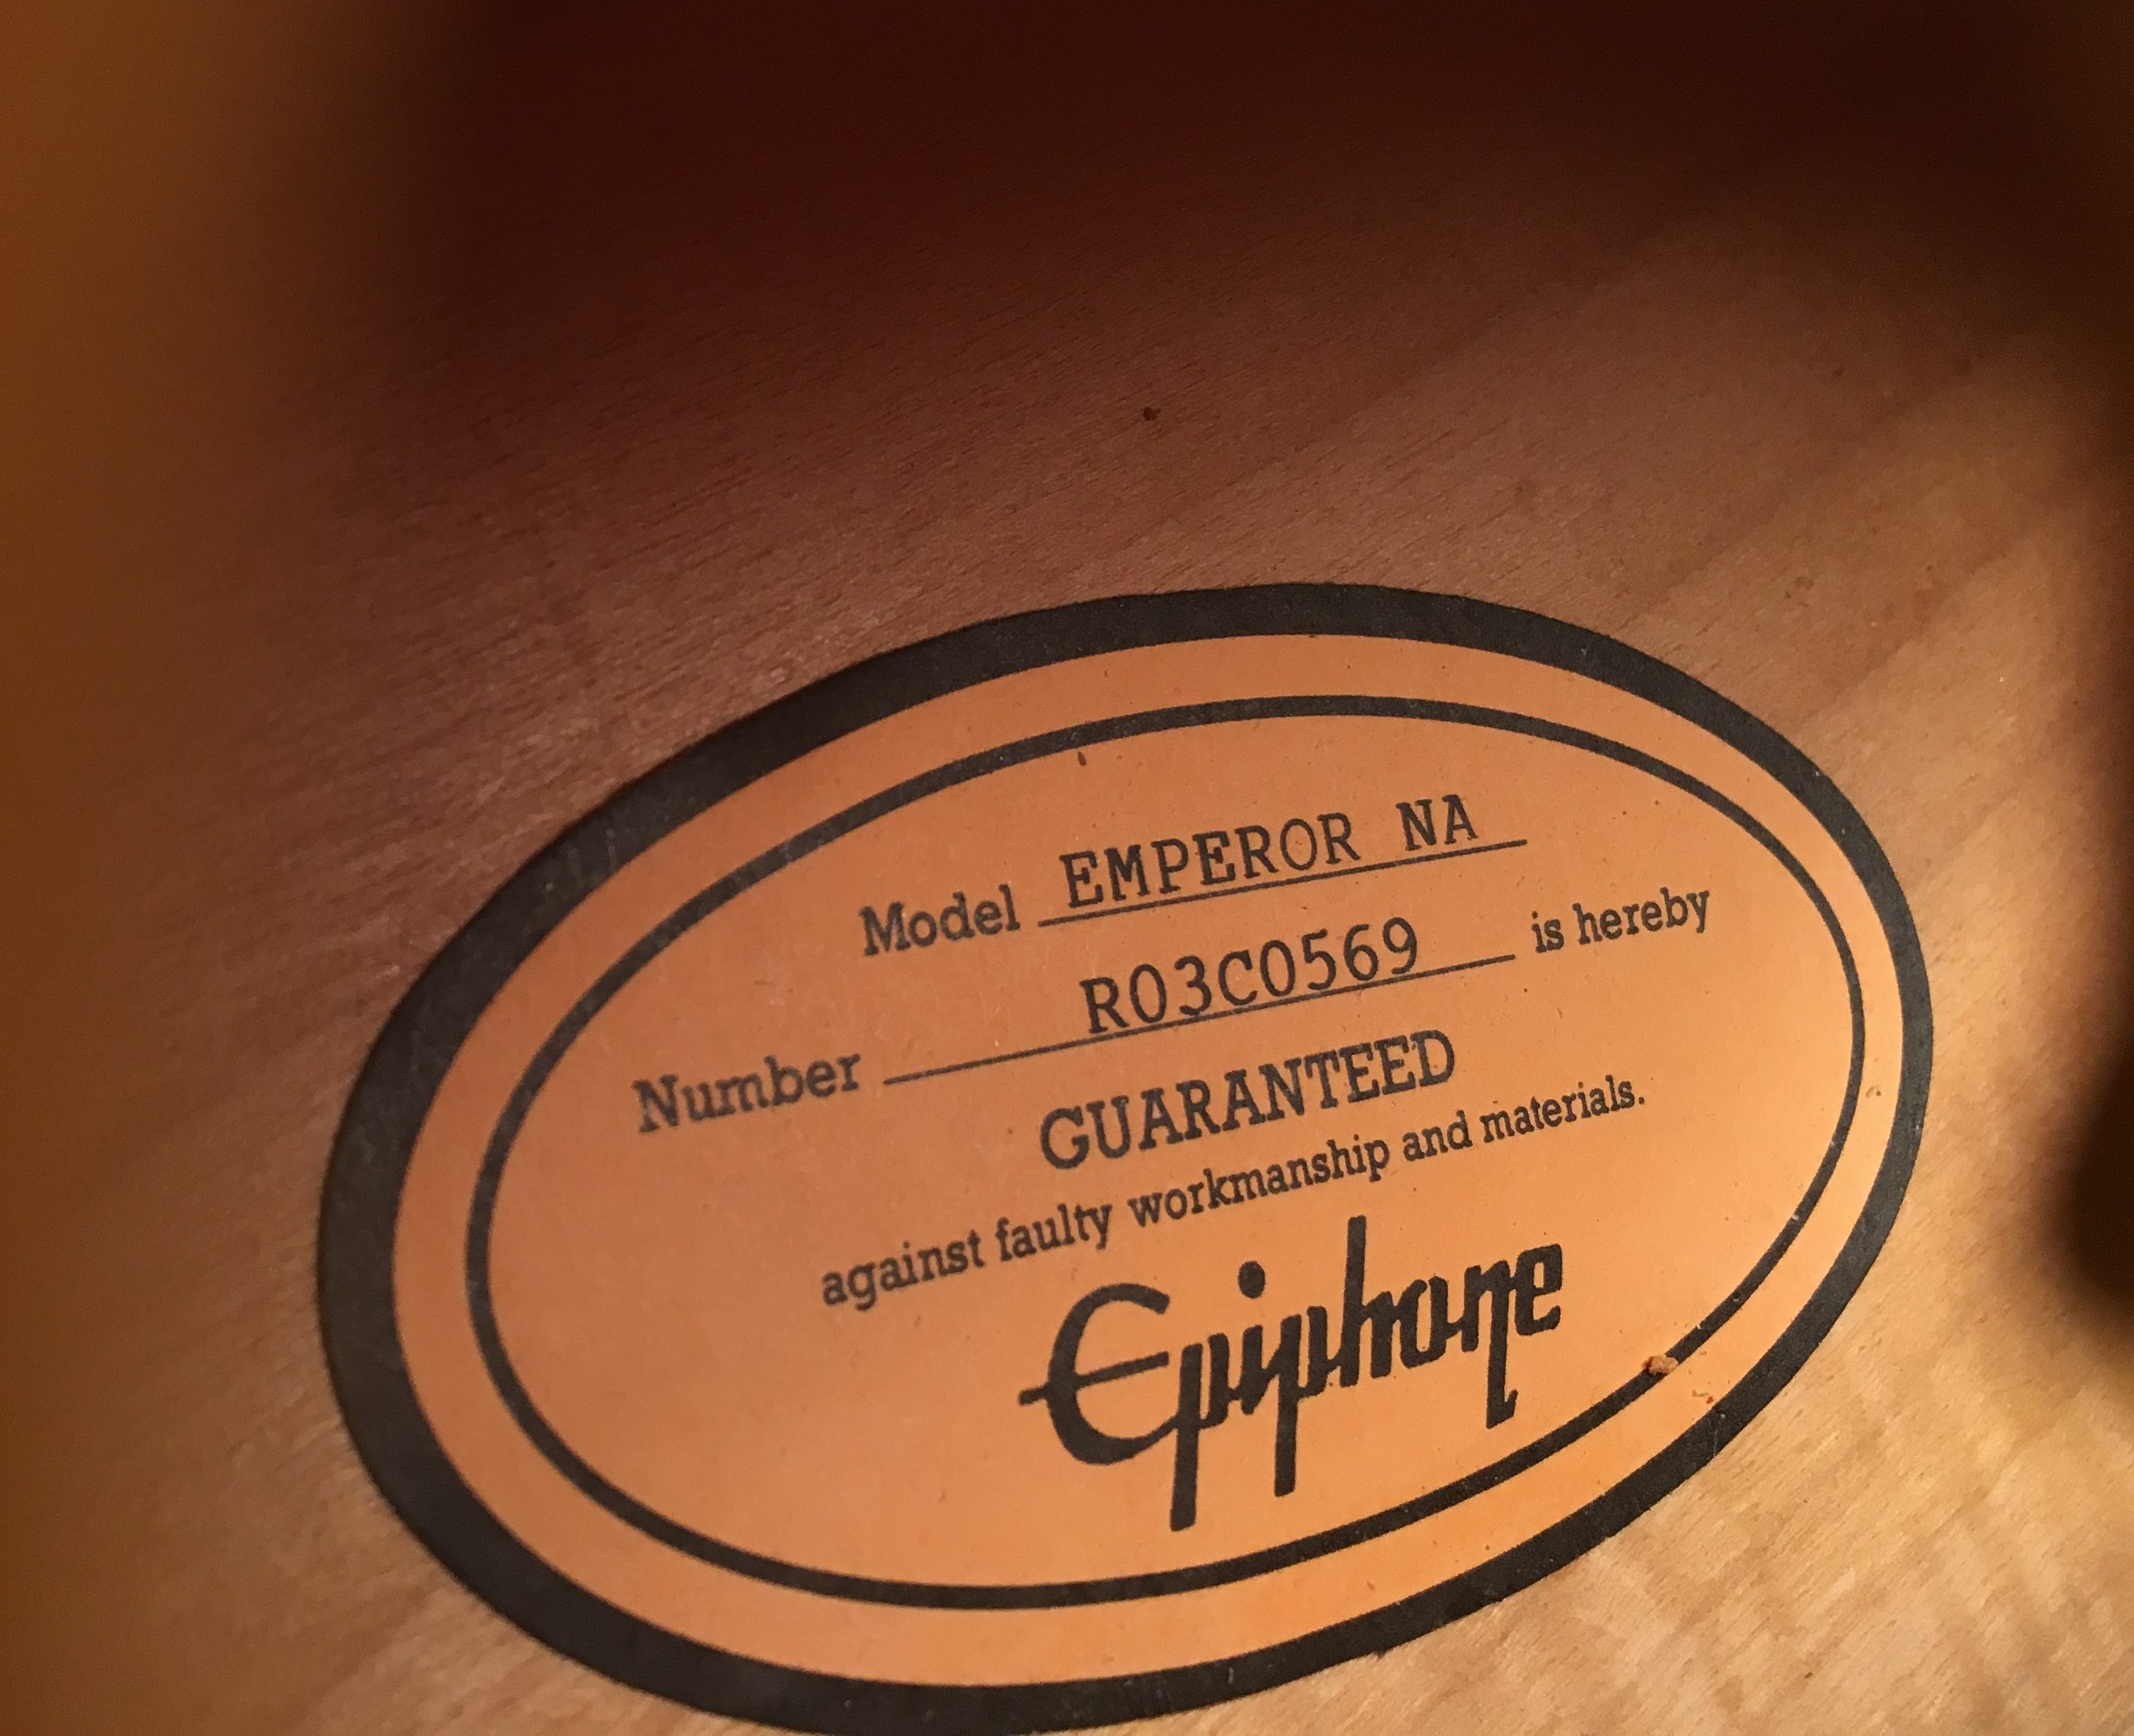 Model EMPEROR NA
Number R03C0569 is hereby
GUARANTEED
against faulty workmanship and materials.
Epiphone